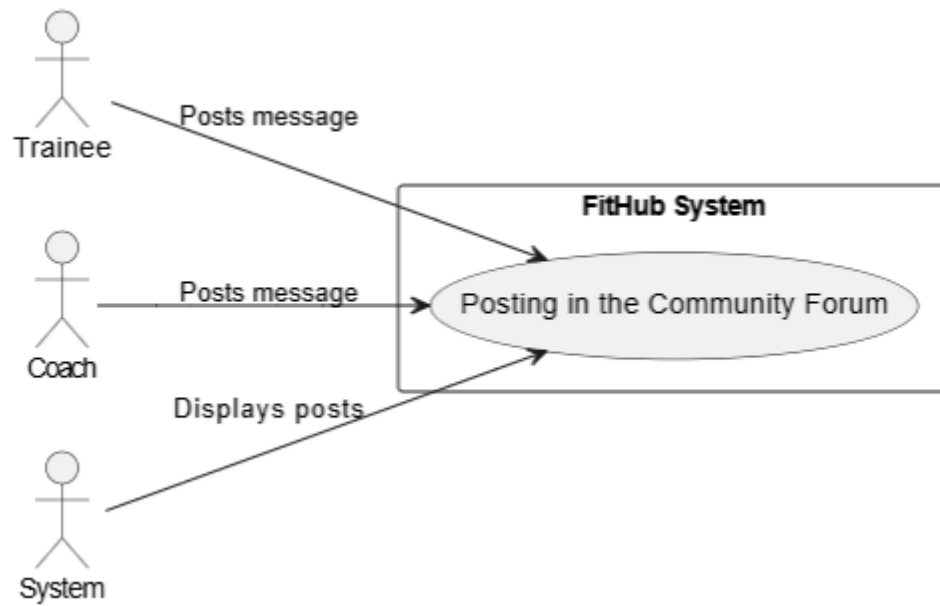 Trainee
Posts message
FitHub System
Posting in the Community Forum
Coach
Posts message
Displays posts
System